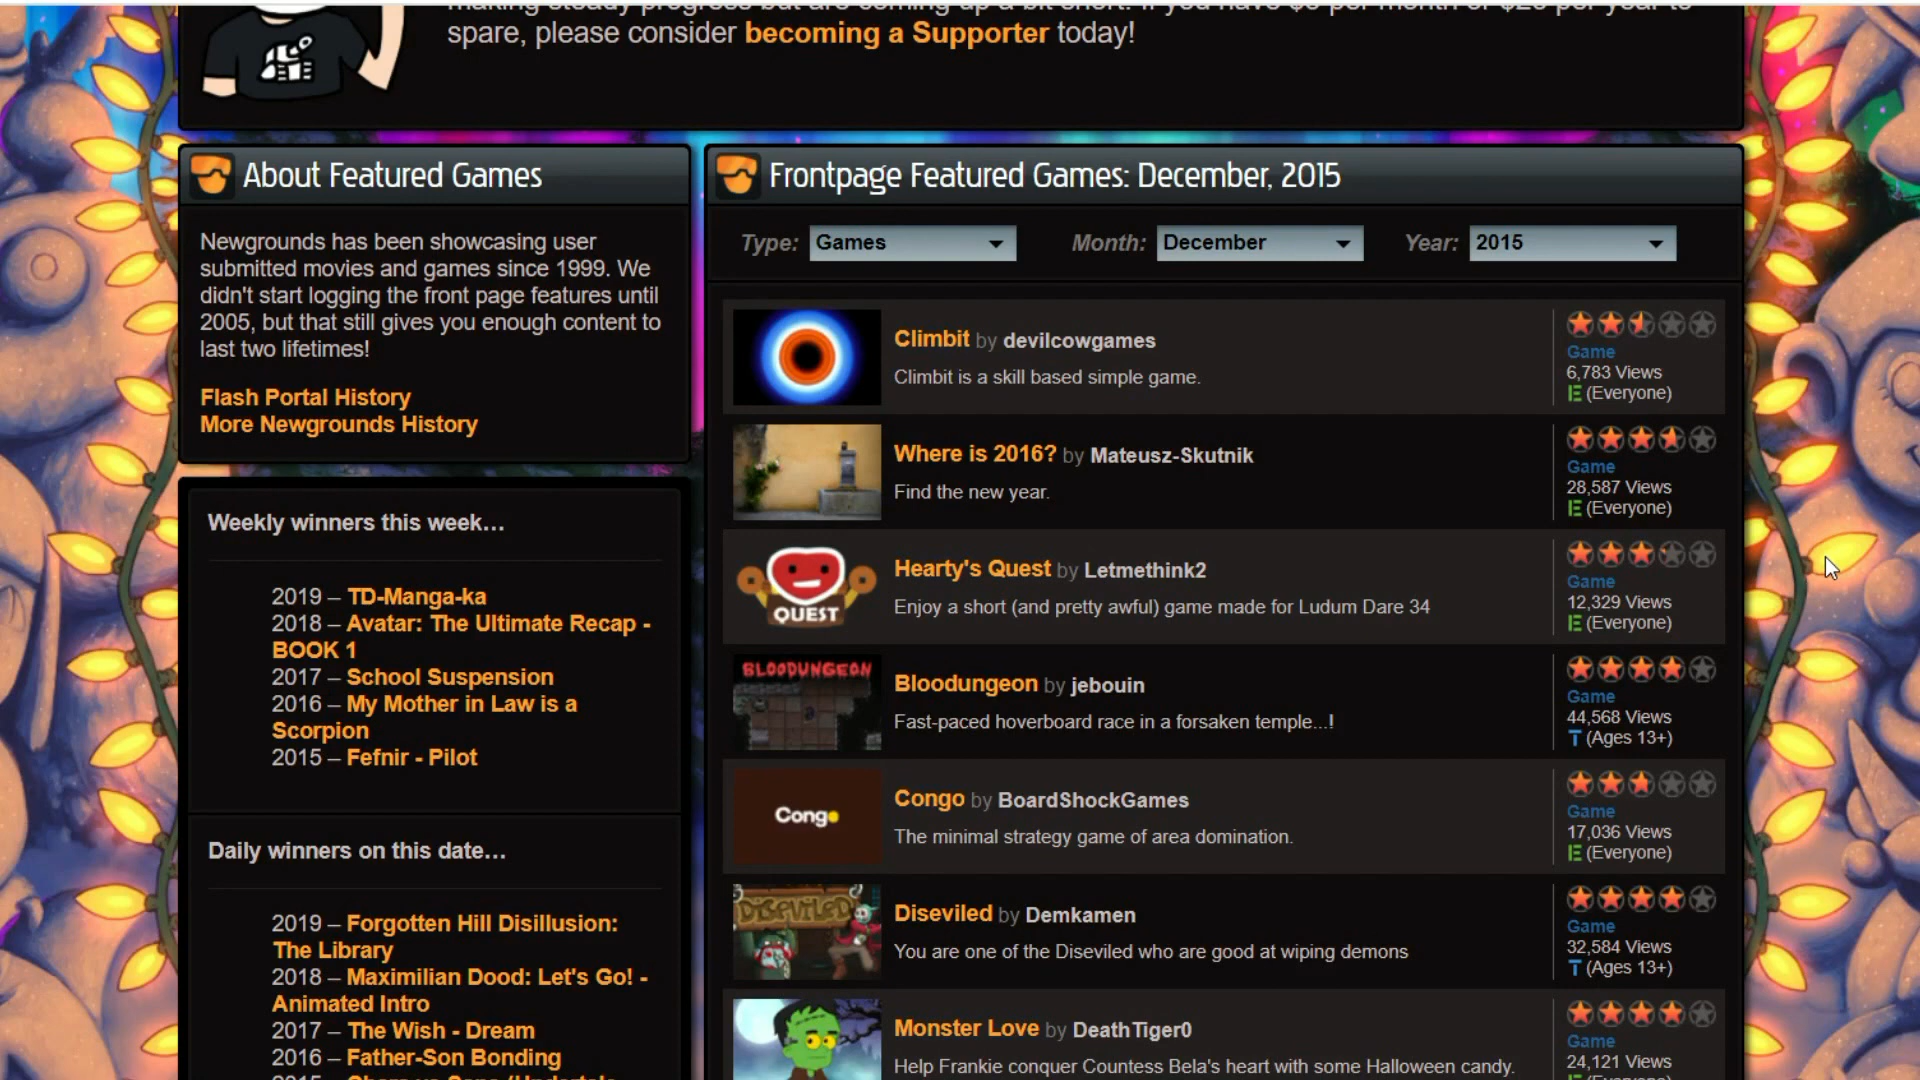 spare, please consider becoming a Supporter today!
About Featured Games
Newgrounds has been showcasing user
submitted movies and games since 1999. We
didn't start logging the front page features until
2005, but that still gives you enough content to
last two lifetimes!
Flash Portal History
More Newgrounds History
Weekly winners this week...
2019 – TD-Manga-ka
2018 – Avatar: The Ultimate Recap -
BOOK 1
2017 – School Suspension
2016 – My Mother in Law is a
Scorpion
2015 – Fefnir - Pilot
Daily winners on this date...
2019 – Forgotten Hill Disillusion:
The Library
2018 – Maximilian Dood: Let's Go! -
Animated Intro
2017 – The Wish - Dream
2016 – Father-Son Bonding
Frontpage Featured Games: December, 2015
Type: Games Month: December Year: 2015
Climbit by devilcowgames
Climbit is a skill based simple game.
Game
6,783 Views
E (Everyone)
Where is 2016? by Mateusz-Skutnik
Find the new year.
Game
28,587 Views
E (Everyone)
QUEST
Hearty's Quest by Letmethink2
Enjoy a short (and pretty awful) game made for Ludum Dare 34
Game
12,329 Views
E (Everyone)
BLOODUNGEON
Bloodungeon by jebouin
Fast-paced hoverboard race in a forsaken temple...!
Game
44,568 Views
T (Ages 13+)
Congo
Congo by BoardShockGames
The minimal strategy game of area domination.
Game
17,036 Views
E (Everyone)
DISEVILED
Diseviled by Demkamen
You are one of the Diseviled who are good at wiping demons
Game
32,584 Views
T (Ages 13+)
Monster Love by DeathTiger0
Help Frankie conquer Countess Bela's heart with some Halloween candy.
Game
24,121 Views